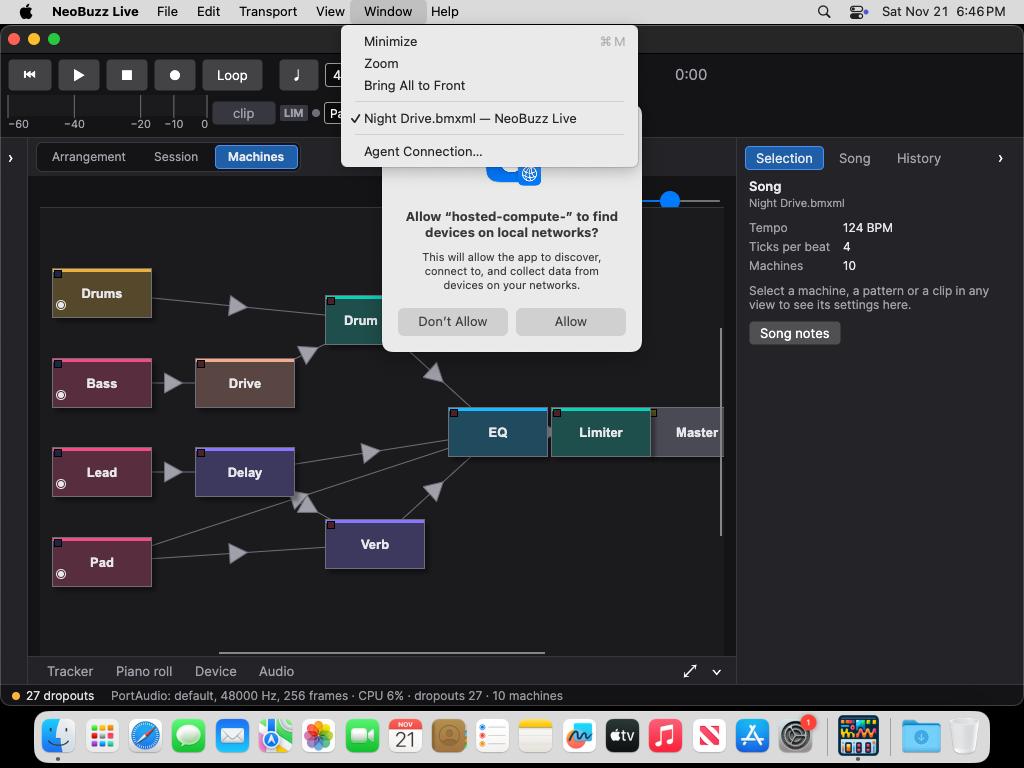 NeoBuzz Live File Edit Transport View Window Help Sat Nov 21 6:46 PM
Minimize ⌘ M
Zoom
Bring All to Front
✓ Night Drive.bmxml — NeoBuzz Live
Agent Connection...
Loop 4 0:00
-60 -40 -20 -10 0 clip LIM Pa
Arrangement Session Machines
Allow “hosted-compute-” to find
devices on local networks?
This will allow the app to discover,
connect to, and collect data from
devices on your networks.
Don’t Allow Allow
Drums
Drum
Bass
Drive
EQ
Limiter
Master
Lead
Delay
Verb
Pad
Selection Song History
Song
Night Drive.bmxml
Tempo 124 BPM
Ticks per beat 4
Machines 10
Select a machine, a pattern or a clip in any
view to see its settings here.
Song notes
Tracker Piano roll Device Audio
27 dropouts PortAudio: default, 48000 Hz, 256 frames · CPU 6% · dropouts 27 · 10 machines
NOV
21
tv
1